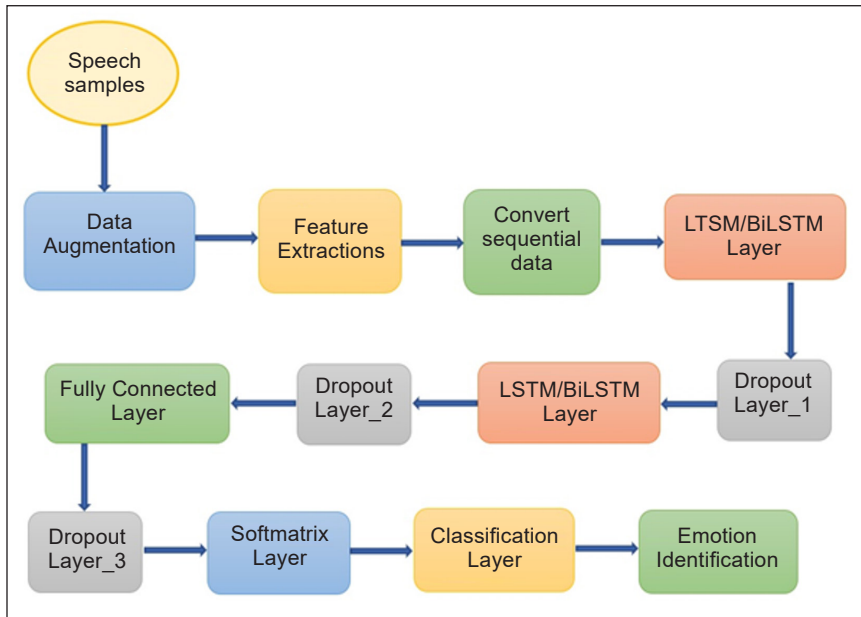 Speech
samples
Data
Augmentation
Feature
Extractions
Convert
sequential
data
LTSM/BiLSTM
Layer
Dropout
Layer_1
LSTM/BiLSTM
Layer
Dropout
Layer_2
Fully Connected
Layer
Dropout
Layer_3
Softmatrix
Layer
Classification
Layer
Emotion
Identification